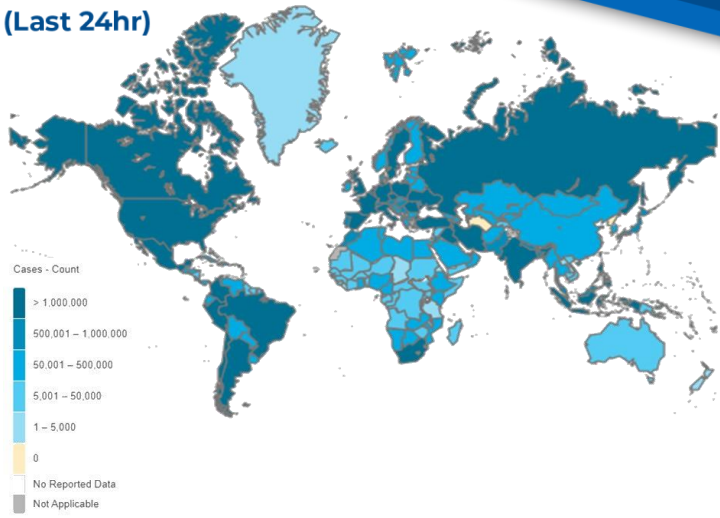 (Last 24hr)
Cases - Count
> 1.000.000
500,001 – 1.000.000
50,001 – 500,000
5,001 – 50,000
1 – 5,000
0
No Reported Data
Not Applicable